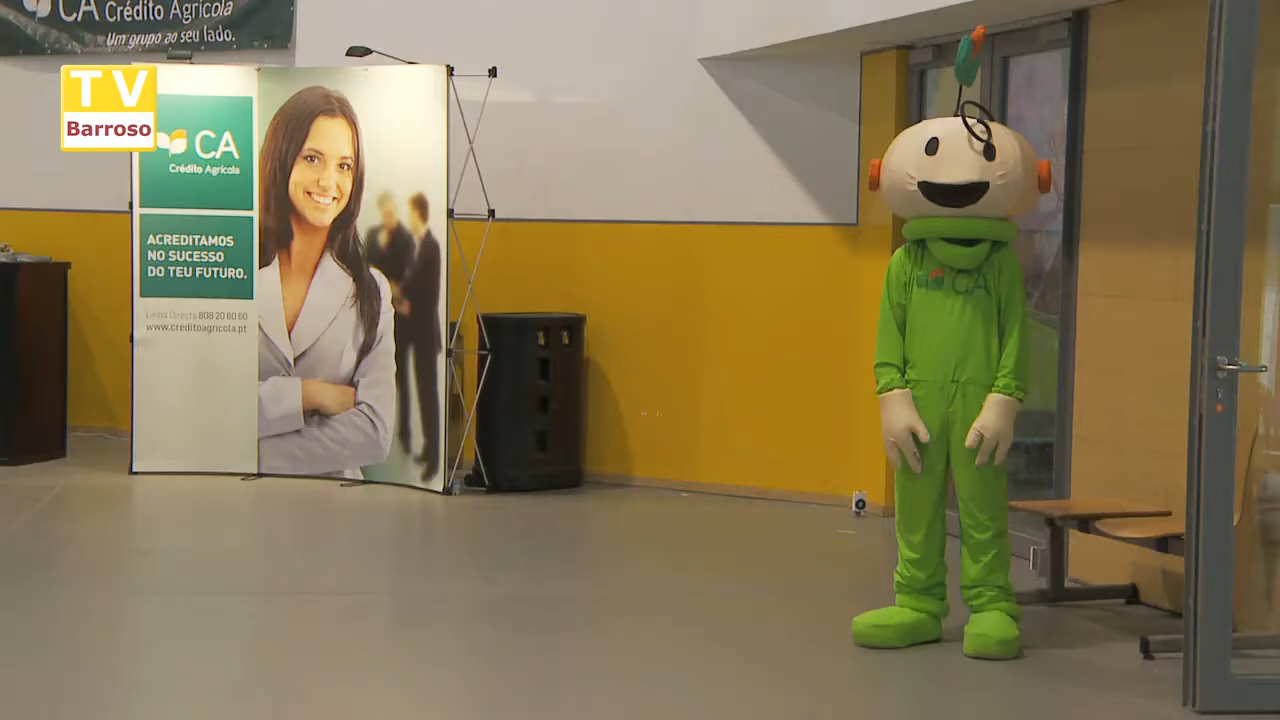 CA Crédito Agrícola
Um grupo ao seu lado.
TV
Barroso
CA
Crédito Agrícola
ACREDITAMOS
NO SUCESSO
DO TEU FUTURO.
Linha Directa 808 20 60 60
www.creditoagricola.pt
CA